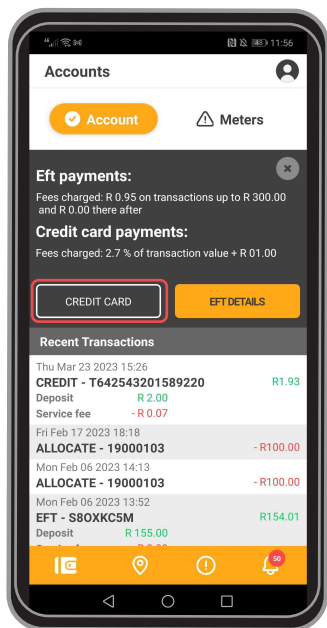 11:56
Accounts
Account
Meters
Eft payments:
Fees charged: R 0.95 on transactions up to R 300.00
and R 0.00 there after
Credit card payments:
Fees charged: 2.7 % of transaction value + R 01.00
CREDIT CARD
EFT DETAILS
Recent Transactions
Thu Mar 23 2023 15:26
CREDIT - T642543201589220 R1.93
Deposit R 2.00
Service fee - R 0.07
Fri Feb 17 2023 18:18
ALLOCATE - 19000103 - R100.00
Mon Feb 06 2023 14:13
ALLOCATE - 19000103 - R100.00
Mon Feb 06 2023 13:52
EFT - S8OXKC5M R154.01
Deposit R 155.00
50